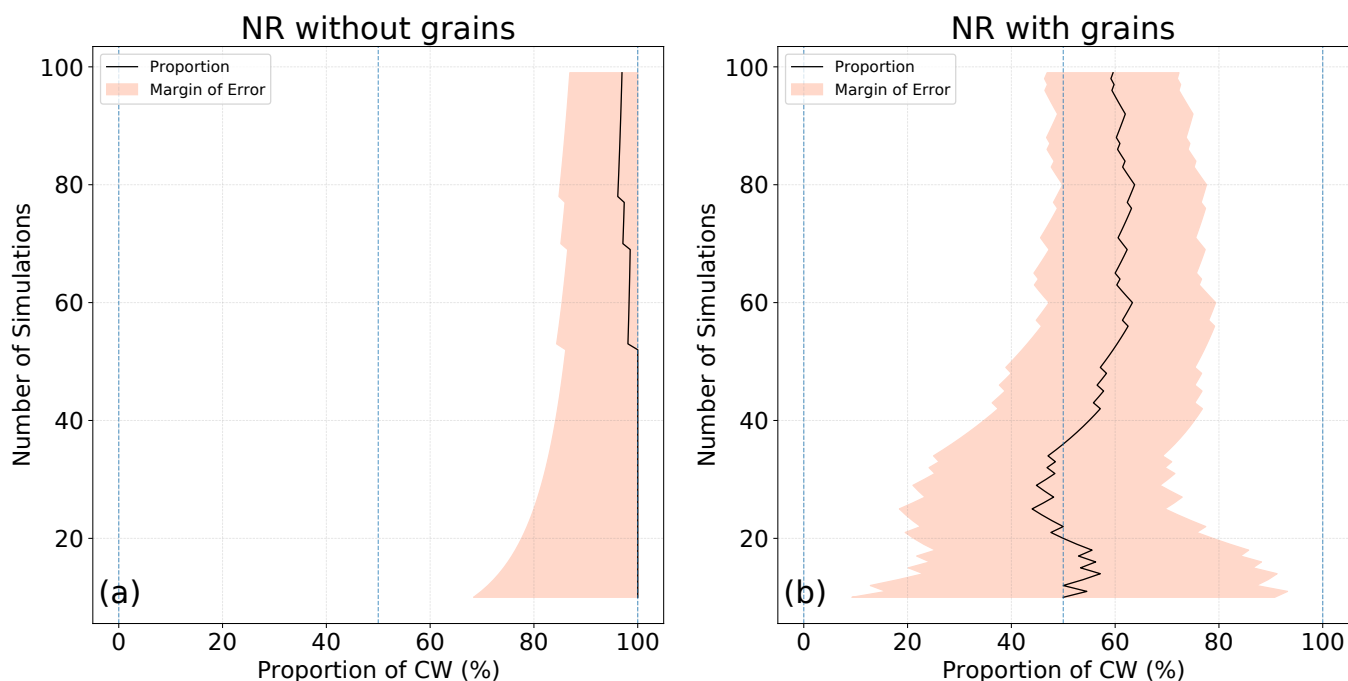 NR without grains
Proportion
Margin of Error
100
80
60
40
20
Number of Simulations
(a)
0 20 40 60 80 100
Proportion of CW (%)
NR with grains
Proportion
Margin of Error
100
80
60
40
20
Number of Simulations
(b)
0 20 40 60 80 100
Proportion of CW (%)